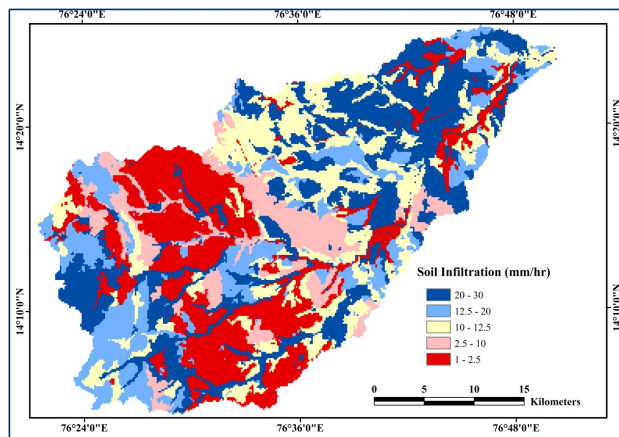 76°24'0"E 76°36'0"E 76°48'0"E
14°20'0"N 14°20'0"N
Soil Infiltration (mm/hr)
20 - 30
12.5 - 20
10 - 12.5
2.5 - 10
1 - 2.5
14°10'0"N 14°10'0"N
0 5 10 15
Kilometers
76°24'0"E 76°36'0"E 76°48'0"E